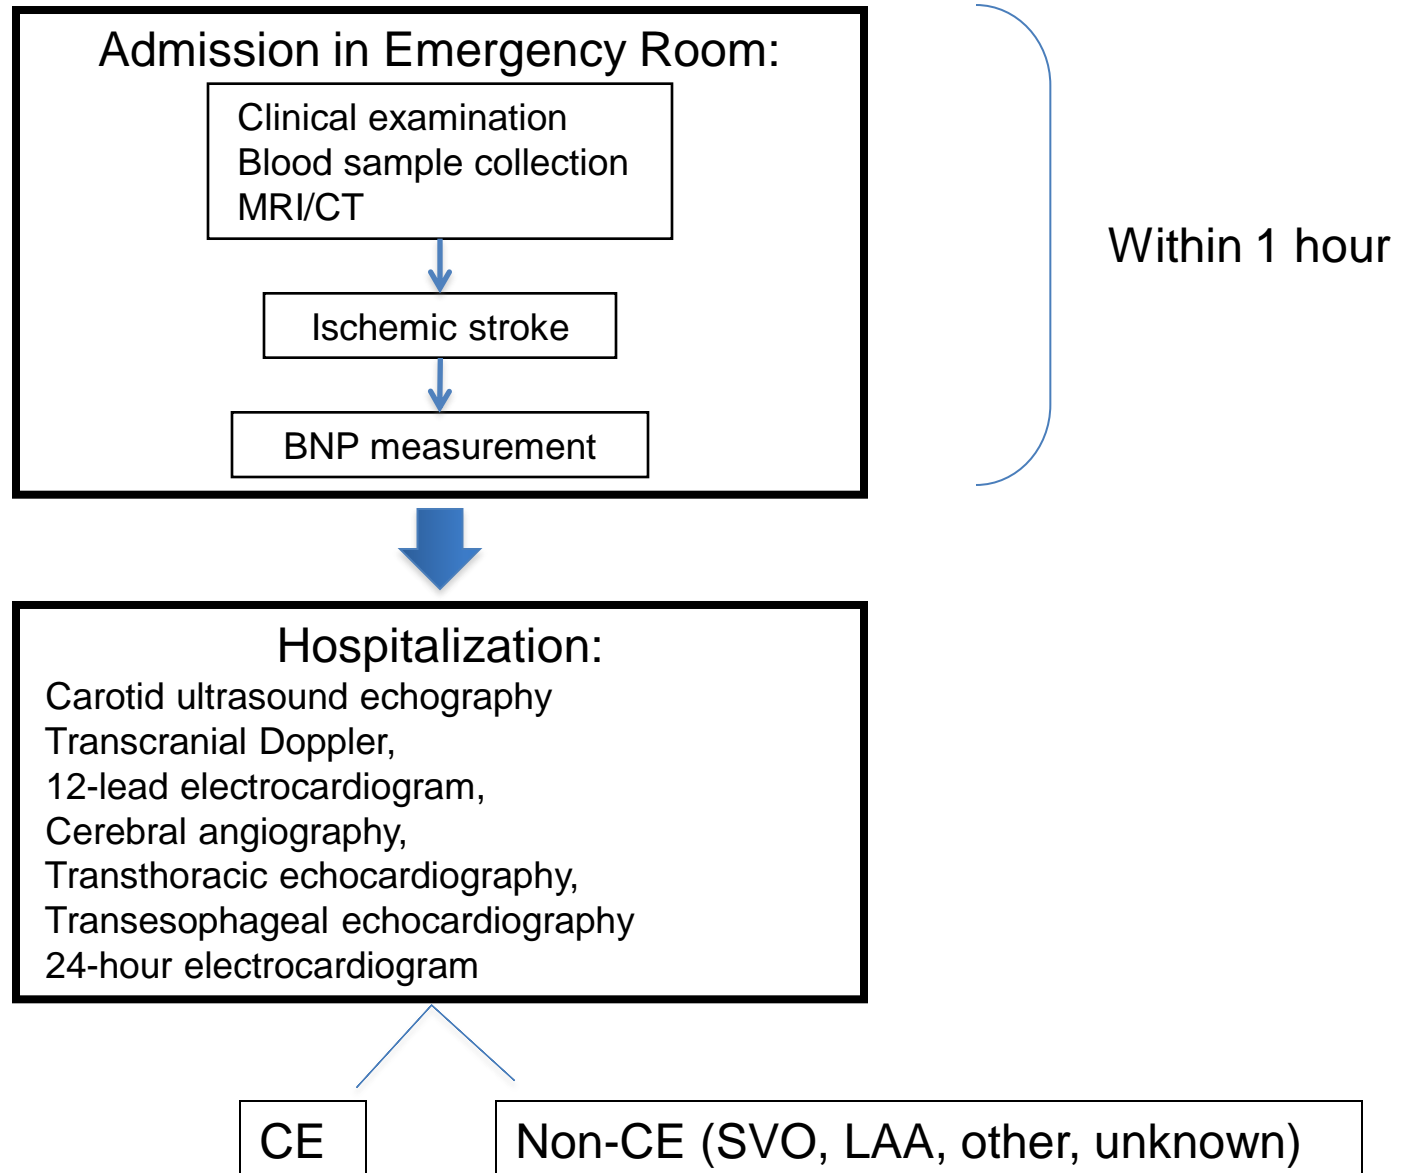 Admission in Emergency Room:
Clinical examination
Blood sample collection
MRI/CT
Within 1 hour
Ischemic stroke
BNP measurement
Hospitalization:
Carotid ultrasound echography
Transcranial Doppler,
12-lead electrocardiogram,
Cerebral angiography,
Transthoracic echocardiography,
Transesophageal echocardiography
24-hour electrocardiogram
CE
Non-CE (SVO, LAA, other, unknown)